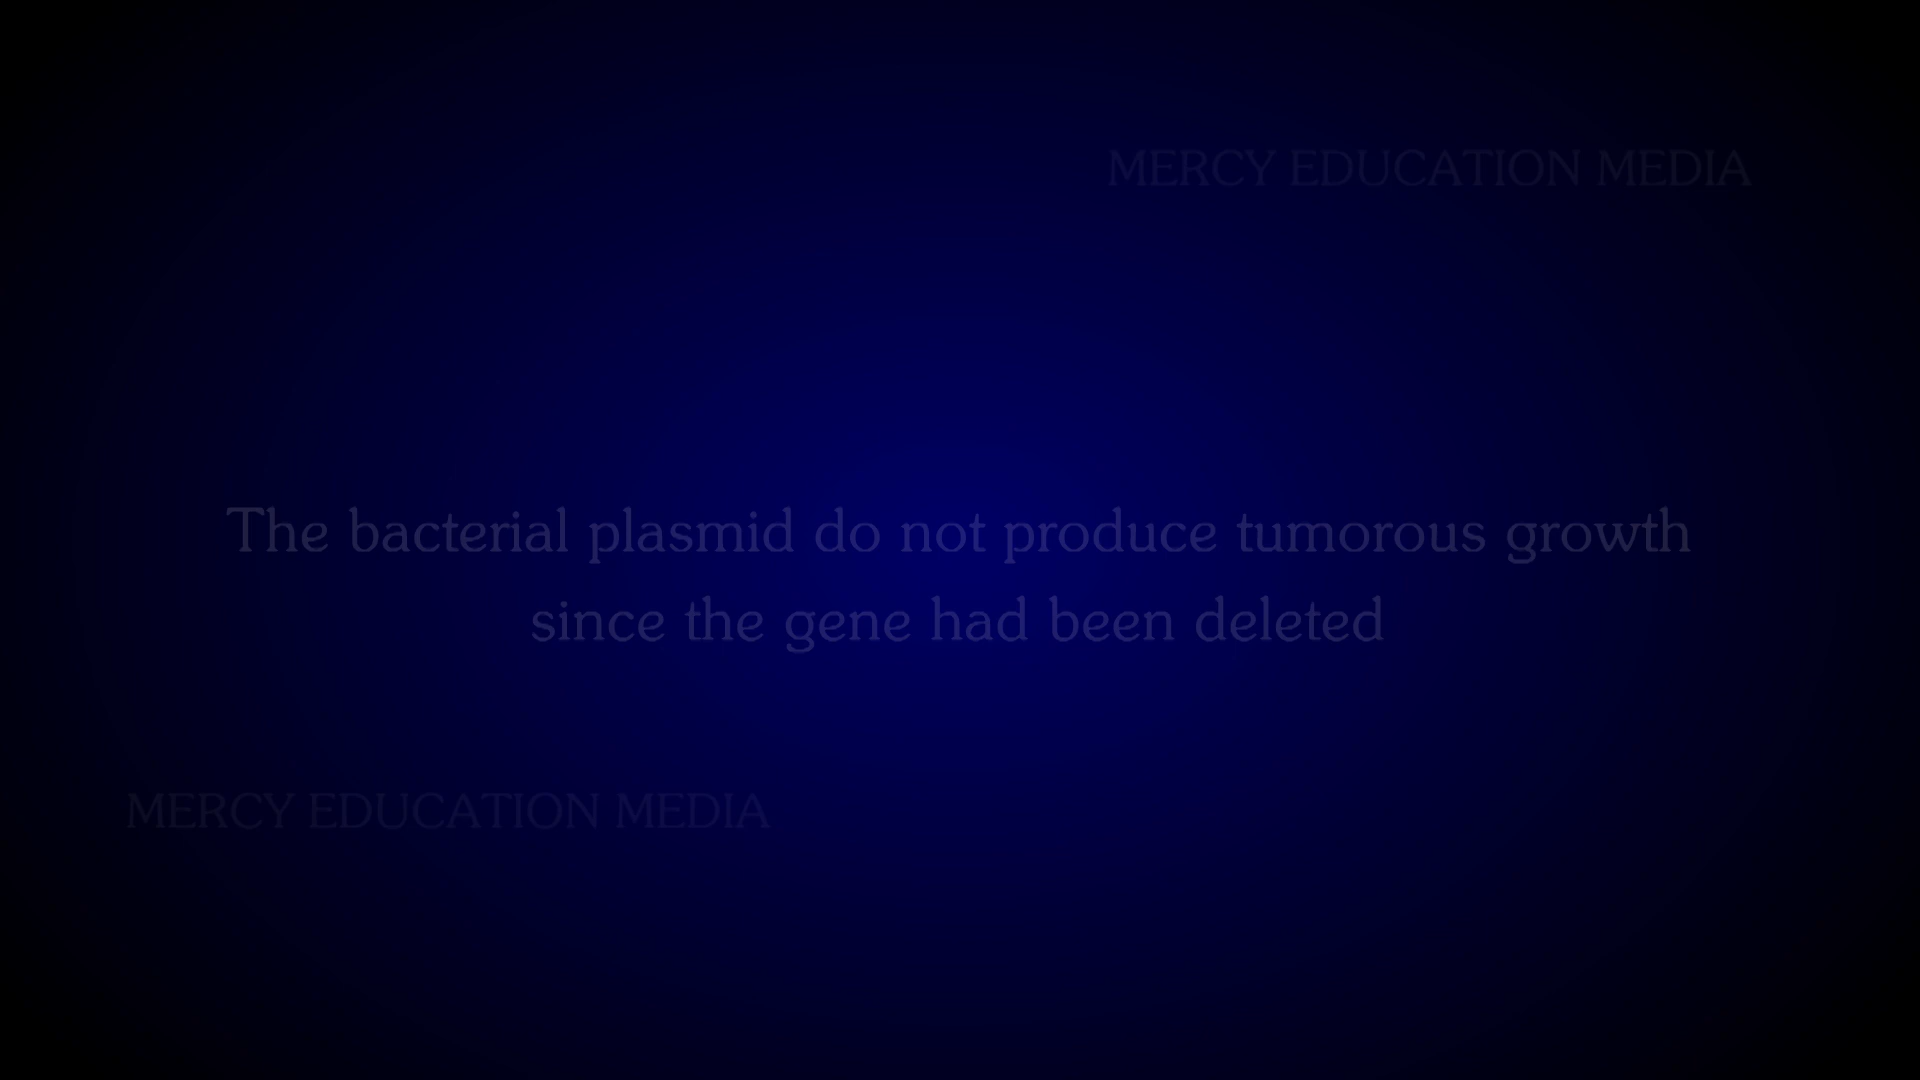 MERCY EDUCATION MEDIA
The bacterial plasmid do not produce tumorous growth
since the gene had been deleted
MERCY EDUCATION MEDIA